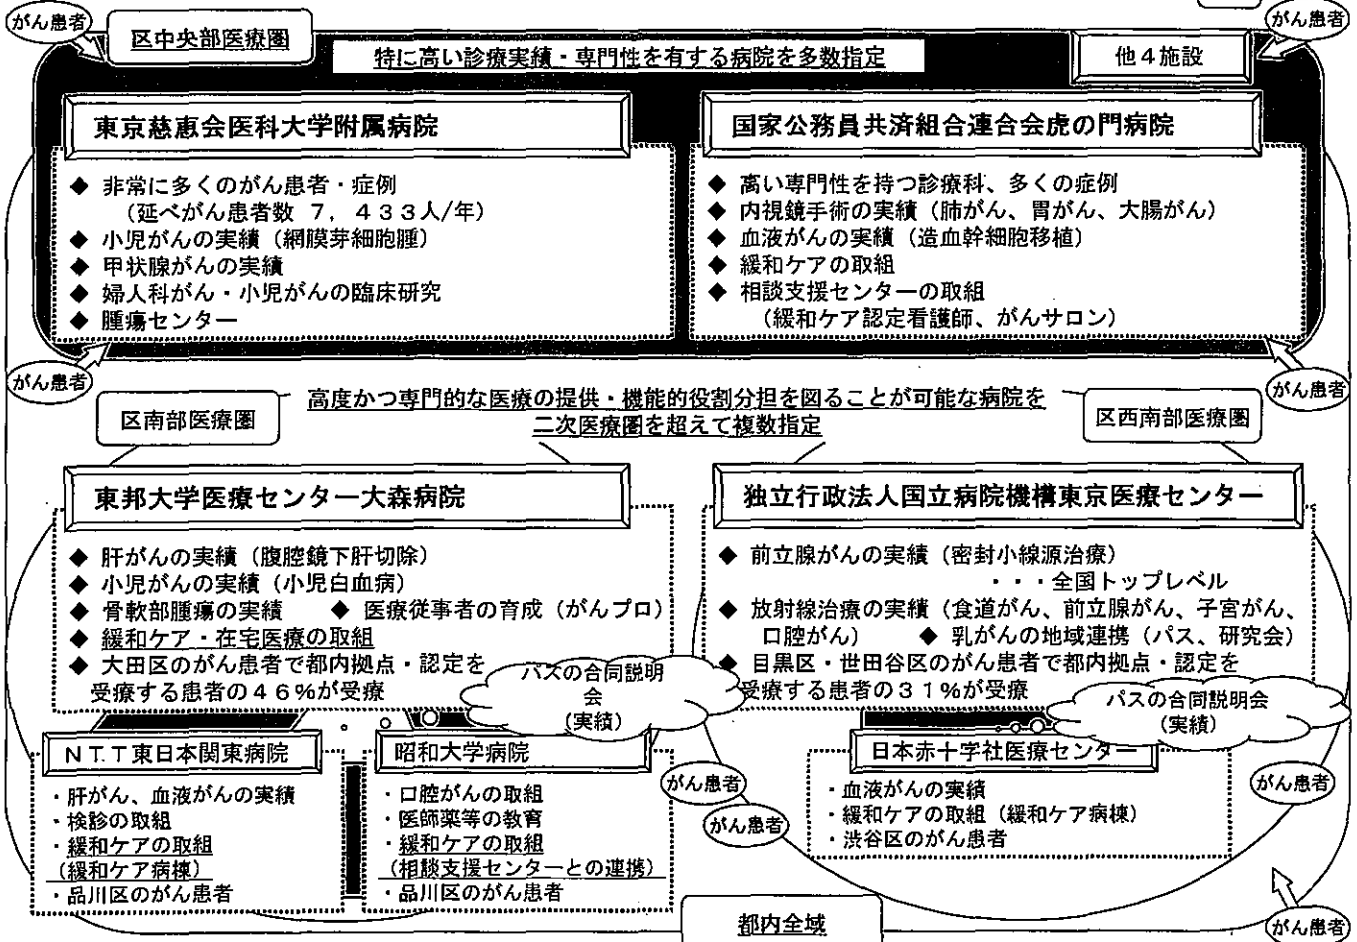 がん患者
区中央部医療圏
特に高い診療実績・専門性を有する病院を多数指定
他４施設
がん患者
東京慈恵会医科大学附属病院
◆ 非常に多くのがん患者・症例
（延べがん患者数 ７，４３３人/年）
◆ 小児がんの実績（網膜芽細胞腫）
◆ 甲状腺がんの実績
◆ 婦人科がん・小児がんの臨床研究
◆ 腫瘍センター
国家公務員共済組合連合会虎の門病院
◆ 高い専門性を持つ診療科、多くの症例
◆ 内視鏡手術の実績（肺がん、胃がん、大腸がん）
◆ 血液がんの実績（造血幹細胞移植）
◆ 緩和ケアの取組
◆ 相談支援センターの取組
（緩和ケア認定看護師、がんサロン）
がん患者
がん患者
区南部医療圏
高度かつ専門的な医療の提供・機能的役割分担を図ることが可能な病院を
二次医療圏を超えて複数指定
区西南部医療圏
東邦大学医療センター大森病院
◆ 肝がんの実績（腹腔鏡下肝切除）
◆ 小児がんの実績（小児白血病）
◆ 骨軟部腫瘍の実績 ◆ 医療従事者の育成（がんプロ）
◆ 緩和ケア・在宅医療の取組
◆ 大田区のがん患者で都内拠点・認定を
受療する患者の４６％が受療
パスの合同説明
会
（実績）
独立行政法人国立病院機構東京医療センター
◆ 前立腺がんの実績（密封小線源治療）
・・・全国トップレベル
◆ 放射線治療の実績（食道がん、前立腺がん、子宮がん、
口腔がん） ◆ 乳がんの地域連携（パス、研究会）
◆ 目黒区・世田谷区のがん患者で都内拠点・認定を
受療する患者の３１％が受療
パスの合同説明会
（実績）
ＮＴＴ東日本関東病院
・肝がん、血液がんの実績
・検診の取組
・緩和ケアの取組
（緩和ケア病棟）
・品川区のがん患者
昭和大学病院
・口腔がんの取組
・医師薬等の教育
・緩和ケアの取組
（相談支援センターとの連携）
・品川区のがん患者
がん患者
がん患者
日本赤十字社医療センター
・血液がんの実績
・緩和ケアの取組（緩和ケア病棟）
・渋谷区のがん患者
がん患者
都内全域
がん患者